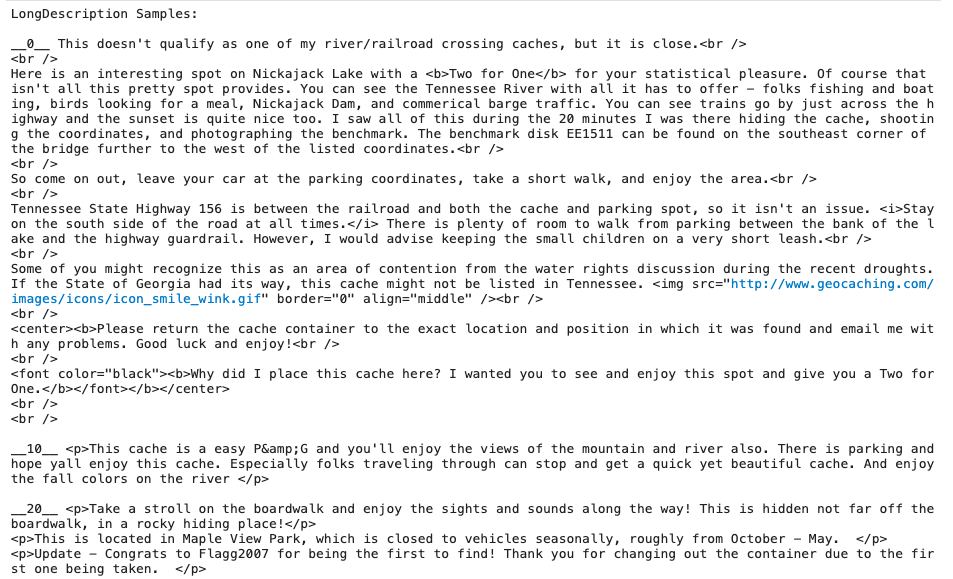 LongDescription Samples:
__0__ This doesn't qualify as one of my river/railroad crossing caches, but it is close.<br />
<br />
Here is an interesting spot on Nickajack Lake with a <b>Two for One</b> for your statistical pleasure. Of course that
isn't all this pretty spot provides. You can see the Tennessee River with all it has to offer – folks fishing and boat
ing, birds looking for a meal, Nickajack Dam, and commerical barge traffic. You can see trains go by just across the h
ighway and the sunset is quite nice too. I saw all of this during the 20 minutes I was there hiding the cache, shootin
g the coordinates, and photographing the benchmark. The benchmark disk EE1511 can be found on the southeast corner of
the bridge further to the west of the listed coordinates.<br />
<br />
So come on out, leave your car at the parking coordinates, take a short walk, and enjoy the area.<br />
<br />
Tennessee State Highway 156 is between the railroad and both the cache and parking spot, so it isn't an issue. <i>Stay
on the south side of the road at all times.</i> There is plenty of room to walk from parking between the bank of the l
ake and the highway guardrail. However, I would advise keeping the small children on a very short leash.<br />
<br />
Some of you might recognize this as an area of contention from the water rights discussion during the recent droughts.
If the State of Georgia had its way, this cache might not be listed in Tennessee. <img src="http://www.geocaching.com/
images/icons/icon_smile_wink.gif" border="0" align="middle" /><br />
<br />
<center><b>Please return the cache container to the exact location and position in which it was found and email me wit
h any problems. Good luck and enjoy!<br />
<br />
<font color="black"><b>Why did I place this cache here? I wanted you to see and enjoy this spot and give you a Two for
One.</b></font></b></center>
<br />
<br />
__10__ <p>This cache is a easy P&amp;G and you'll enjoy the views of the mountain and river also. There is parking and
hope yall enjoy this cache. Especially folks traveling through can stop and get a quick yet beautiful cache. And enjoy
the fall colors on the river </p>
__20__ <p>Take a stroll on the boardwalk and enjoy the sights and sounds along the way! This is hidden not far off the
boardwalk, in a rocky hiding place!</p>
<p>This is located in Maple View Park, which is closed to vehicles seasonally, roughly from October – May.  </p>
<p>Update – Congrats to Flagg2007 for being the first to find! Thank you for changing out the container due to the fir
st one being taken.  </p>